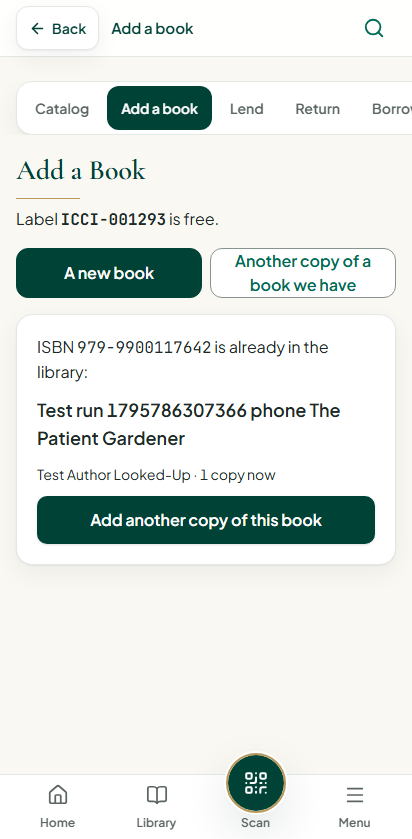 Back
Add a book
Catalog
Add a book
Lend
Return
Borrow
Add a Book
Label ICCI-001293 is free.
A new book
Another copy of a
book we have
ISBN 979-9900117642 is already in the
library:
Test run 1795786307366 phone The
Patient Gardener
Test Author Looked-Up · 1 copy now
Add another copy of this book
Home
Library
Scan
Menu